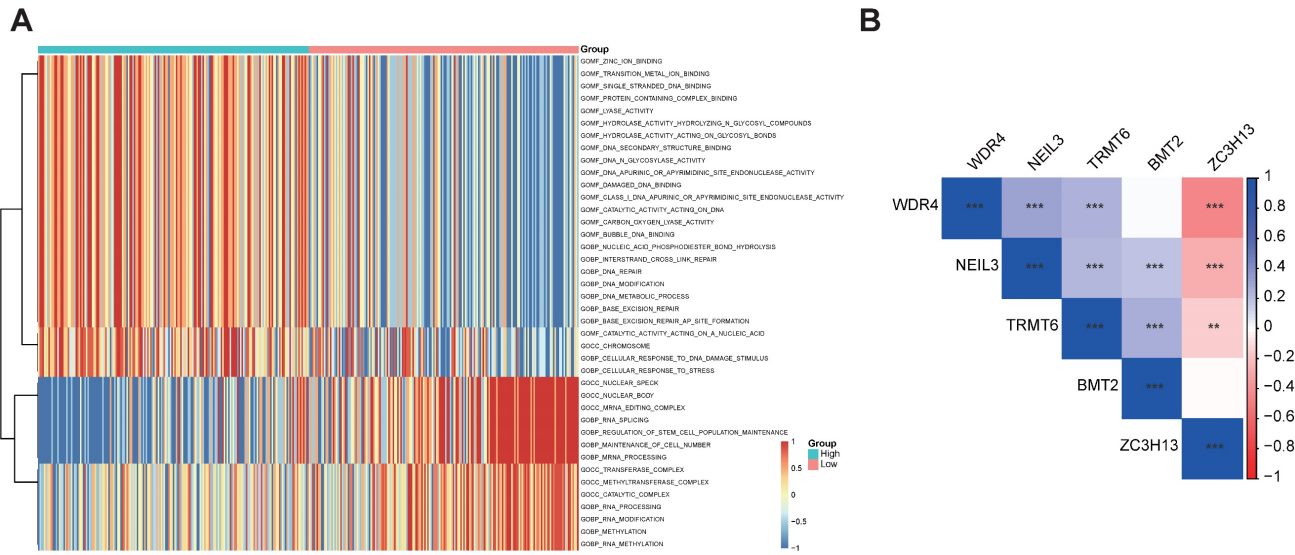 A
B
Group
GOMF_ZINC_ION_BINDING
GOMF_TRANSITION_METAL_ION_BINDING
GOMF_SINGLE_STRANDED_DNA_BINDING
GOMF_PROTEIN_CONTAINING_COMPLEX_BINDING
GOMF_LYASE_ACTIVITY
GOMF_HYDROLASE_ACTIVITY_HYDROLYZING_N_GLYCOSYL_COMPOUNDS
GOMF_HYDROLASE_ACTIVITY_ACTING_ON_GLYCOSYL_BONDS
GOMF_DNA_SECONDARY_STRUCTURE_BINDING
GOMF_DNA_N_GLYCOSYLASE_ACTIVITY
GOMF_DNA_APURINIC_OR_APYRIMIDINIC_SITE_ENDONUCLEASE_ACTIVITY
GOMF_DAMAGED_DNA_BINDING
GOMF_CLASS_I_DNA_APURINIC_OR_APYRIMIDINIC_SITE_ENDONUCLEASE_ACTIVITY
GOMF_CATALYTIC_ACTIVITY_ACTING_ON_DNA
GOMF_CARBON_OXYGEN_LYASE_ACTIVITY
GOMF_BUBBLE_DNA_BINDING
GOBP_NUCLEIC_ACID_PHOSPHODIESTER_BOND_HYDROLYSIS
GOBP_INTERSTRAND_CROSS_LINK_REPAIR
GOBP_DNA_REPAIR
GOBP_DNA_MODIFICATION
GOBP_DNA_METABOLIC_PROCESS
GOBP_BASE_EXCISION_REPAIR
GOBP_BASE_EXCISION_REPAIR_AP_SITE_FORMATION
GOMF_CATALYTIC_ACTIVITY_ACTING_ON_A_NUCLEIC_ACID
GOCC_CHROMOSOME
GOBP_CELLULAR_RESPONSE_TO_DNA_DAMAGE_STIMULUS
GOBP_CELLULAR_RESPONSE_TO_STRESS
GOCC_NUCLEAR_SPECK
GOCC_NUCLEAR_BODY
GOCC_MRNA_EDITING_COMPLEX
GOBP_RNA_SPLICING
GOBP_REGULATION_OF_STEM_CELL_POPULATION_MAINTENANCE
GOBP_MAINTENANCE_OF_CELL_NUMBER
GOBP_MRNA_PROCESSING
GOCC_TRANSFERASE_COMPLEX
GOCC_METHYLTRANSFERASE_COMPLEX
GOCC_CATALYTIC_COMPLEX
GOBP_RNA_PROCESSING
GOBP_RNA_MODIFICATION
GOBP_METHYLATION
GOBP_RNA_METHYLATION
1
0.5
0
−0.5
−1
Group
High
Low
WDR4 NEIL3 TRMT6 BMT2 ZC3H13
WDR4 *** *** *** ***
NEIL3 *** *** *** ***
TRMT6 *** *** **
BMT2 ***
ZC3H13 ***
1
0.8
0.6
0.4
0.2
0
−0.2
−0.4
−0.6
−0.8
−1